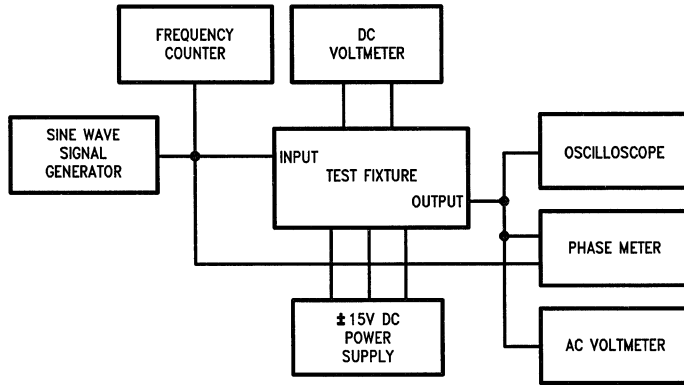 FREQUENCY
COUNTER
DC
VOLTMETER
SINE WAVE
SIGNAL
GENERATOR
INPUT
TEST FIXTURE
OUTPUT
OSCILLOSCOPE
PHASE METER
±15V DC
POWER
SUPPLY
AC VOLTMETER